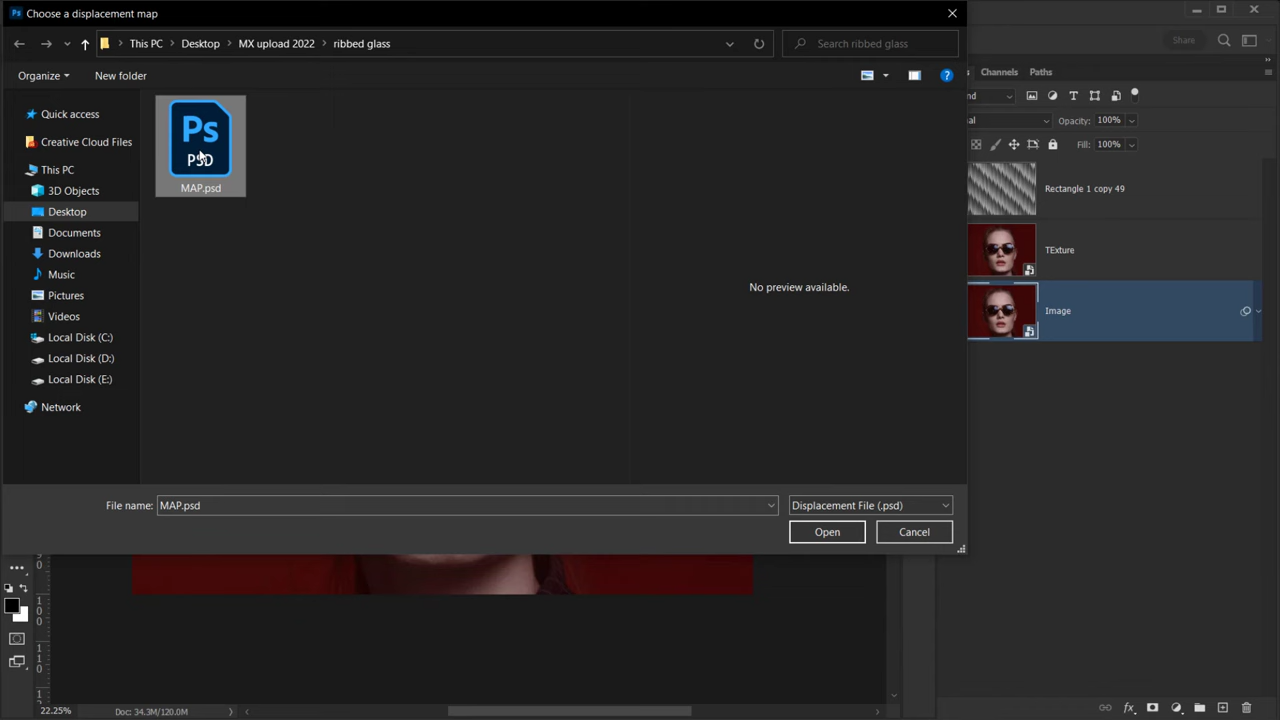 Choose a displacement map
This PC > Desktop > MX upload 2022 > ribbed glass
Search ribbed glass
Share
Organize
New folder
Channels
Paths
Quick access
Creative Cloud Files
This PC
3D Objects
Desktop
Documents
Downloads
Music
Pictures
Videos
Local Disk (C:)
Local Disk (D:)
Local Disk (E:)
Network
Ps
PSD
MAP.psd
No preview available.
Opacity: 100%
Fill: 100%
Rectangle 1 copy 49
TExture
Image
File name: MAP.psd
Displacement File (.psd)
Open
Cancel
22.25%
Doc: 34.3M/120.0M